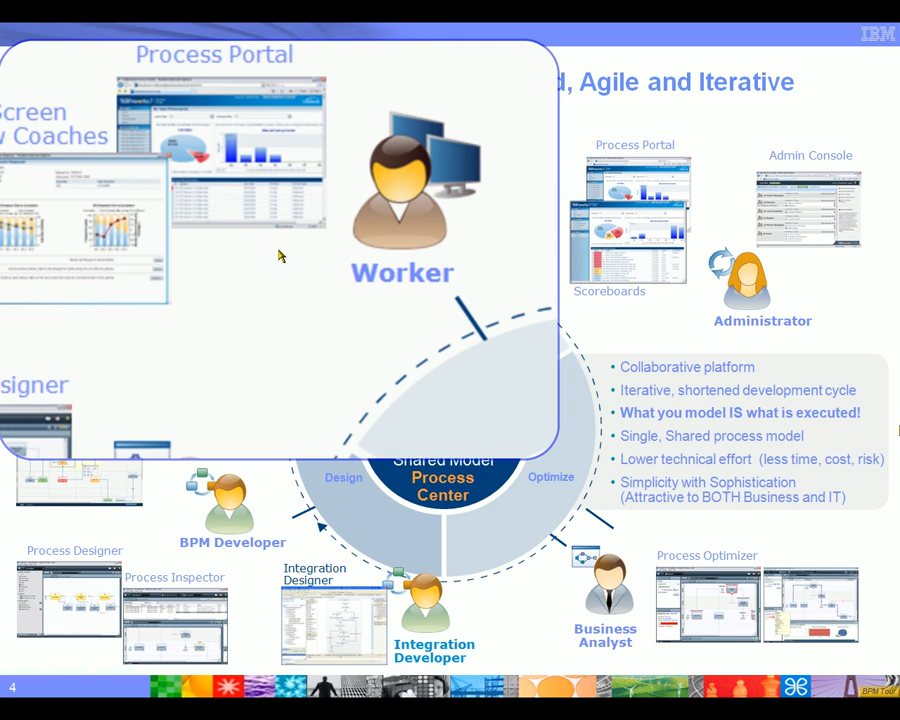 IBM
Process Portal
d, Agile and Iterative
Screen
w Coaches
Worker
signer
Process Portal
Admin Console
Scoreboards
Administrator
• Collaborative platform
• Iterative, shortened development cycle
• What you model IS what is executed!
• Single, Shared process model
• Lower technical effort (less time, cost, risk)
• Simplicity with Sophistication
(Attractive to BOTH Business and IT)
Design
Shared Model
Process
Center
Optimize
BPM Developer
Process Designer
Process Inspector
Integration
Designer
Integration
Developer
Business
Analyst
Process Optimizer
4
BPM Tour